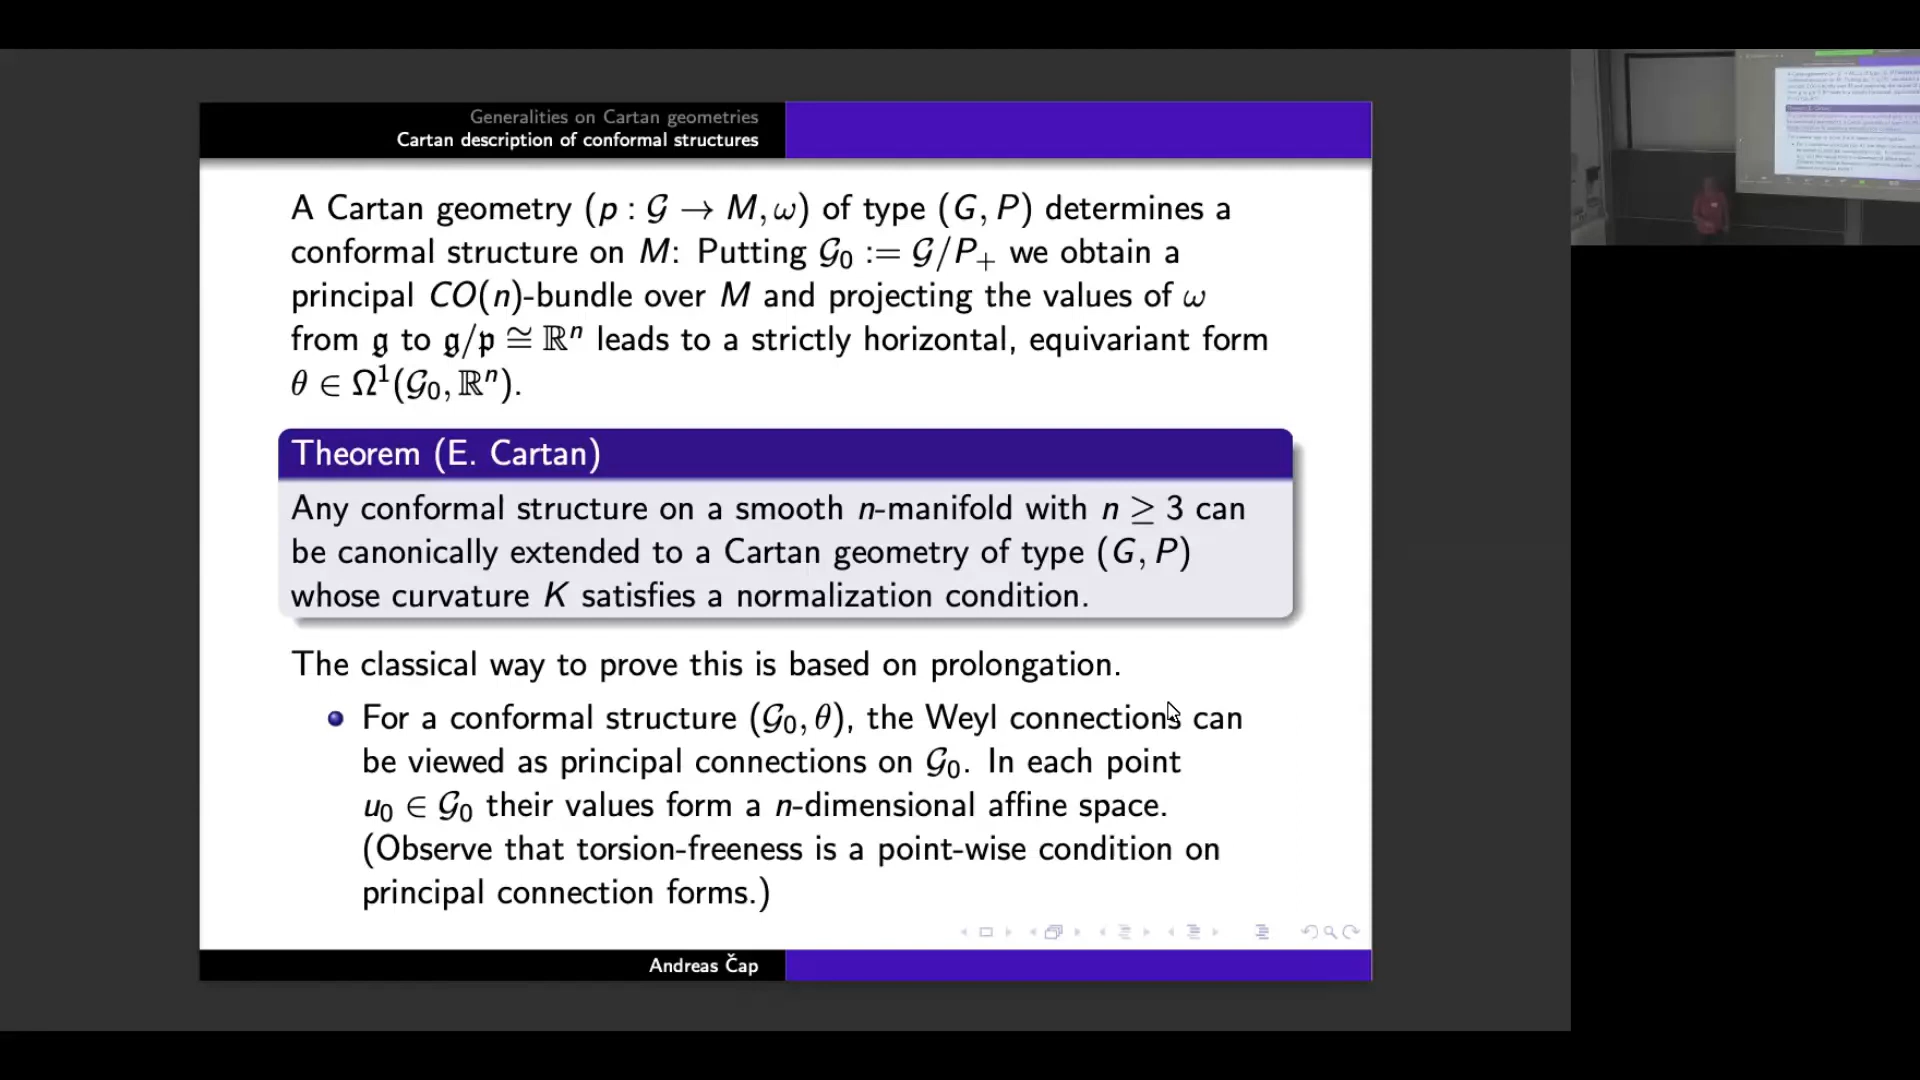 Generalities on Cartan geometries
Cartan description of conformal structures
A Cartan geometry (p : 𝒢 → M, ω) of type (G, P) determines a
conformal structure on M: Putting 𝒢₀ := 𝒢/P₊ we obtain a
principal CO(n)-bundle over M and projecting the values of ω
from 𝔤 to 𝔤/𝔭 ≅ ℝⁿ leads to a strictly horizontal, equivariant form
θ ∈ Ω¹(𝒢₀, ℝⁿ).
Theorem (E. Cartan)
Any conformal structure on a smooth n-manifold with n ≥ 3 can
be canonically extended to a Cartan geometry of type (G, P)
whose curvature K satisfies a normalization condition.
The classical way to prove this is based on prolongation.
For a conformal structure (𝒢₀, θ), the Weyl connections can
be viewed as principal connections on 𝒢₀. In each point
u₀ ∈ 𝒢₀ their values form a n-dimensional affine space.
(Observe that torsion-freeness is a point-wise condition on
principal connection forms.)
Andreas Čap